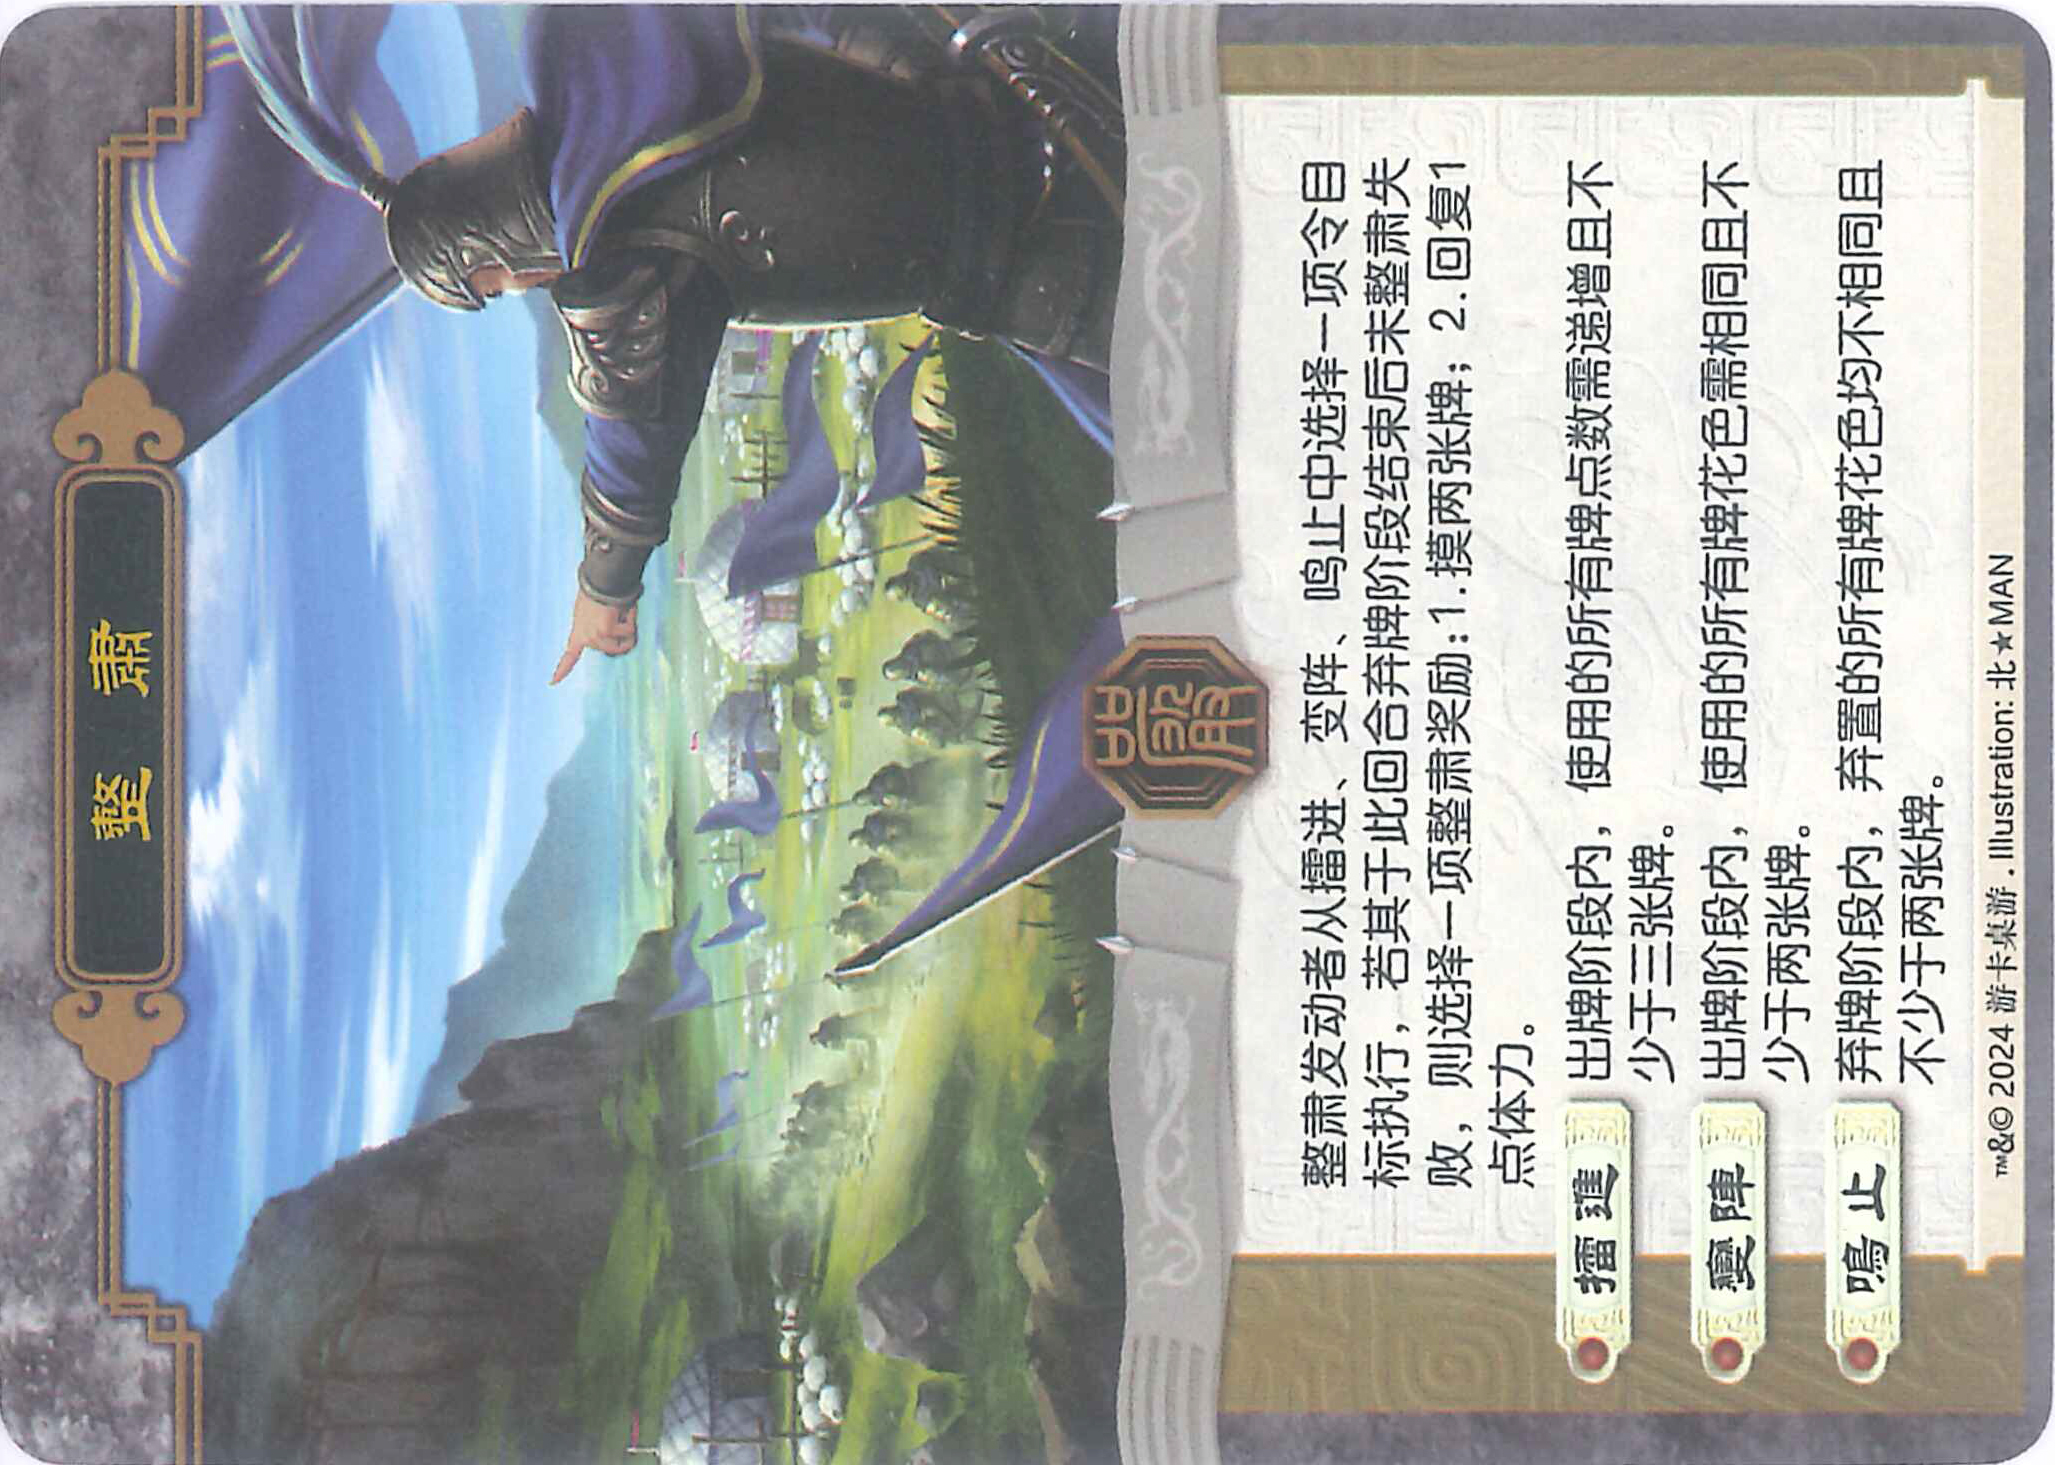 整肃
嚴
整肃发动者从擂进、变阵、鸣止中选择一项令目
标执行，若其于此回合弃牌阶段结束后未整肃失
败，则选择一项整肃奖励：1.摸两张牌；2.回复1
点体力。
擂進 出牌阶段内，使用的所有牌点数需递增且不
少于三张牌。
變陣 出牌阶段内，使用的所有牌花色需相同且不
少于两张牌。
鳴止 弃牌阶段内，弃置的所有牌花色均不相同且
不少于两张牌。
™&© 2024 游卡桌游 . Illustration: 北★MAN